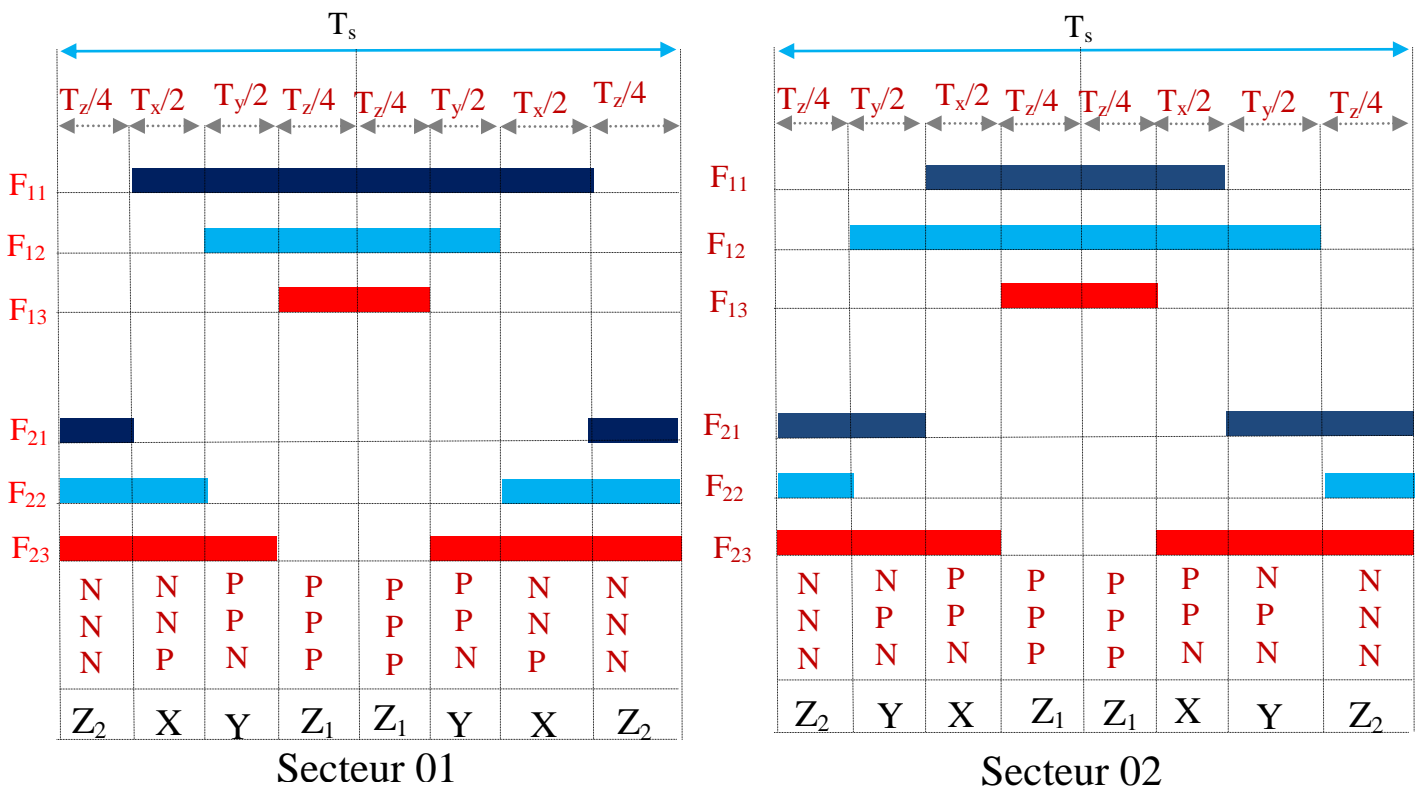 Ts
Tz/4 Tx/2 Ty/2 Tz/4 Tz/4 Ty/2 Tx/2 Tz/4
F11
F12
F13
F21
F22
F23
N N P P P P N N
N N P P P P N N
N P N P P N P N
Z2 X Y Z1 Z1 Y X Z2
Secteur 01
Ts
Tz/4 Ty/2 Tx/2 Tz/4 Tz/4 Tx/2 Ty/2 Tz/4
F11
F12
F13
F21
F22
F23
N N P P P P N N
N P P P P P P N
N N N P P N N N
Z2 Y X Z1 Z1 X Y Z2
Secteur 02